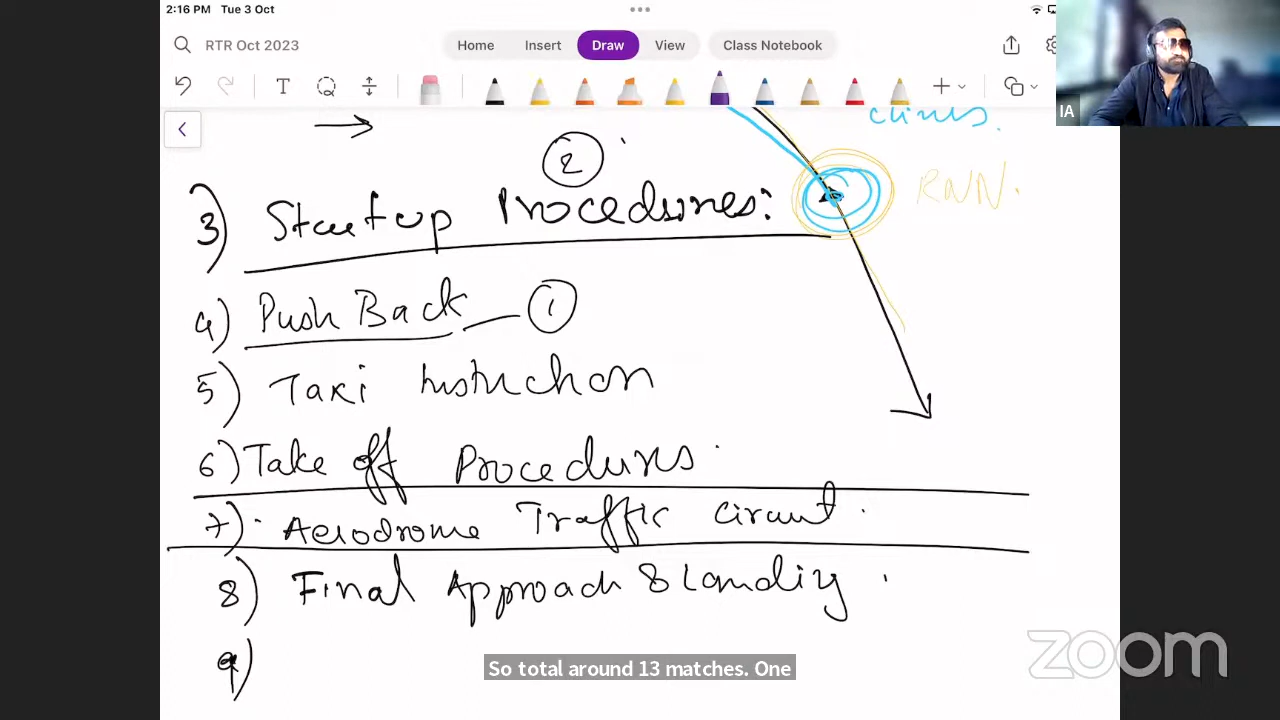 2:16 PM Tue 3 Oct
RTR Oct 2023
Home Insert Draw View Class Notebook
T
IA
②
RNN.
3) Startup Procedures:
4) Push Back — ①
5) Taxi Instruction
6) Take off Procedures.
7) Aerodrome Traffic Circuit.
8) Final Approach & Landing.
9)
So total around 13 matches. One
zoom